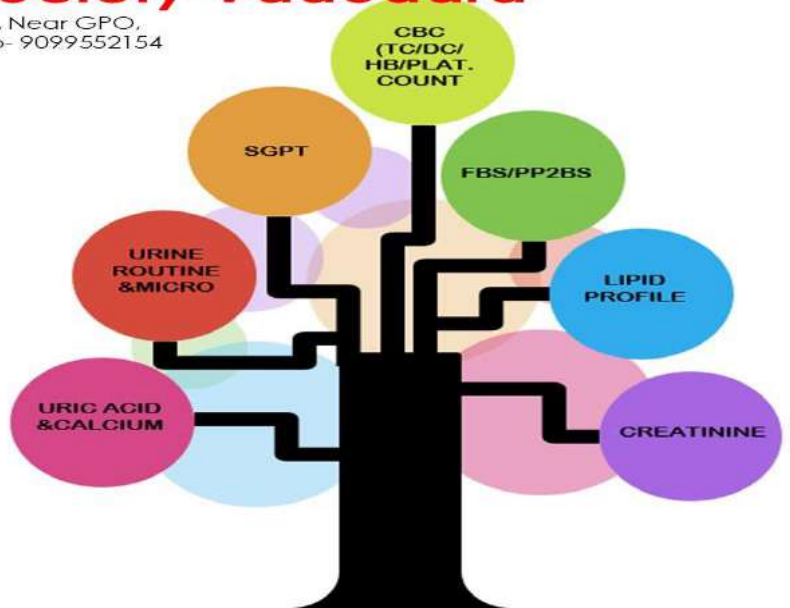 , Near GPO,
- 9099552154
CBC
(TC/DC/
HB/PLAT.
COUNT
SGPT
FBS/PP2BS
URINE
ROUTINE
&MICRO
LIPID
PROFILE
URIC ACID
&CALCIUM
CREATININE